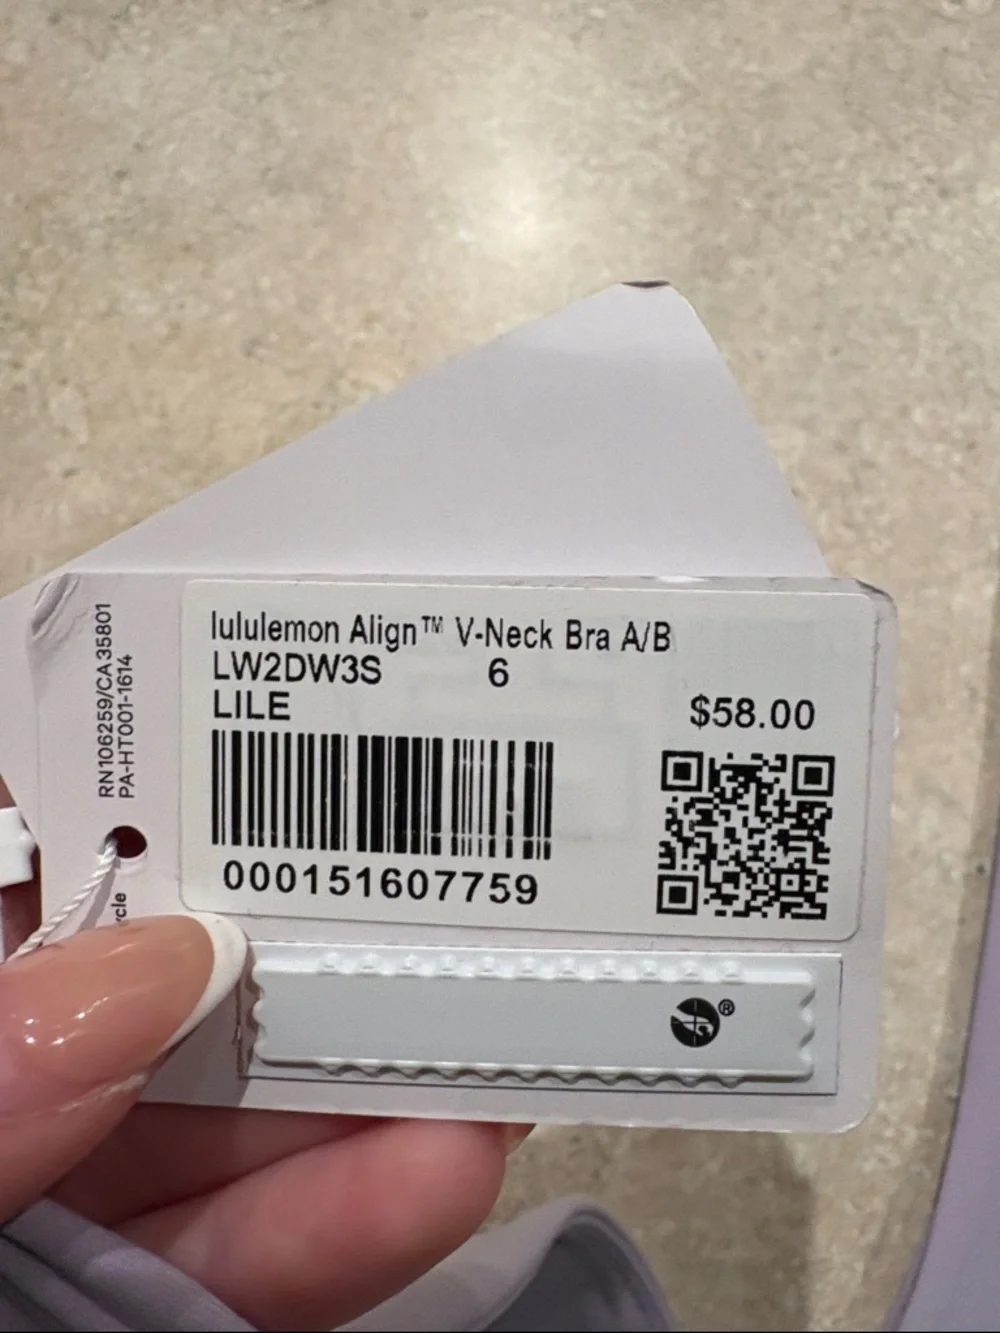 lululemon Align™ V-Neck Bra A/B
LW2DW3S 6
LILE
$58.00
000151607759
RN106259/CA35801
PA-HT001-1614
®